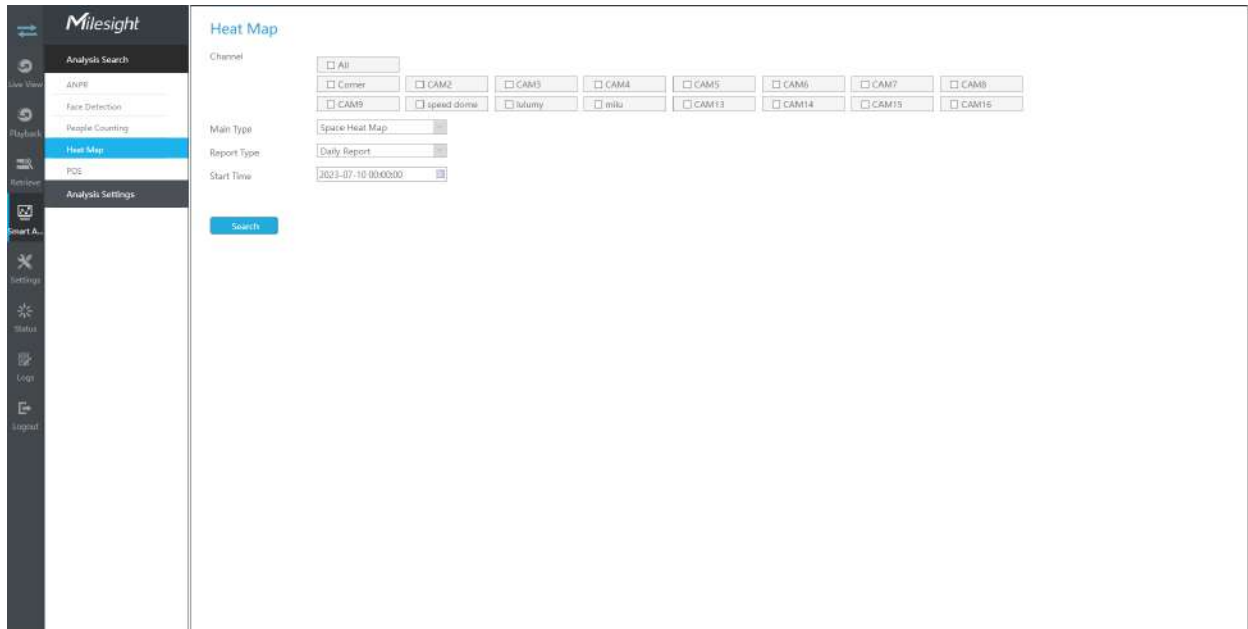 Milesight
Live View
Playback
Retrieve
Smart A...
Settings
Status
Logs
Logout
Analysis Search
ANPR
Face Detection
People Counting
Heat Map
PDE
Analysis Settings
Heat Map
Channel
All
Corner CAM2 CAM3 CAM4 CAM5 CAM6 CAM7 CAM8
CAM9 speed dome lulumy milu CAM13 CAM14 CAM15 CAM16
Main Type Space Heat Map
Report Type Daily Report
Start Time 2023-07-10 00:00:00
Search